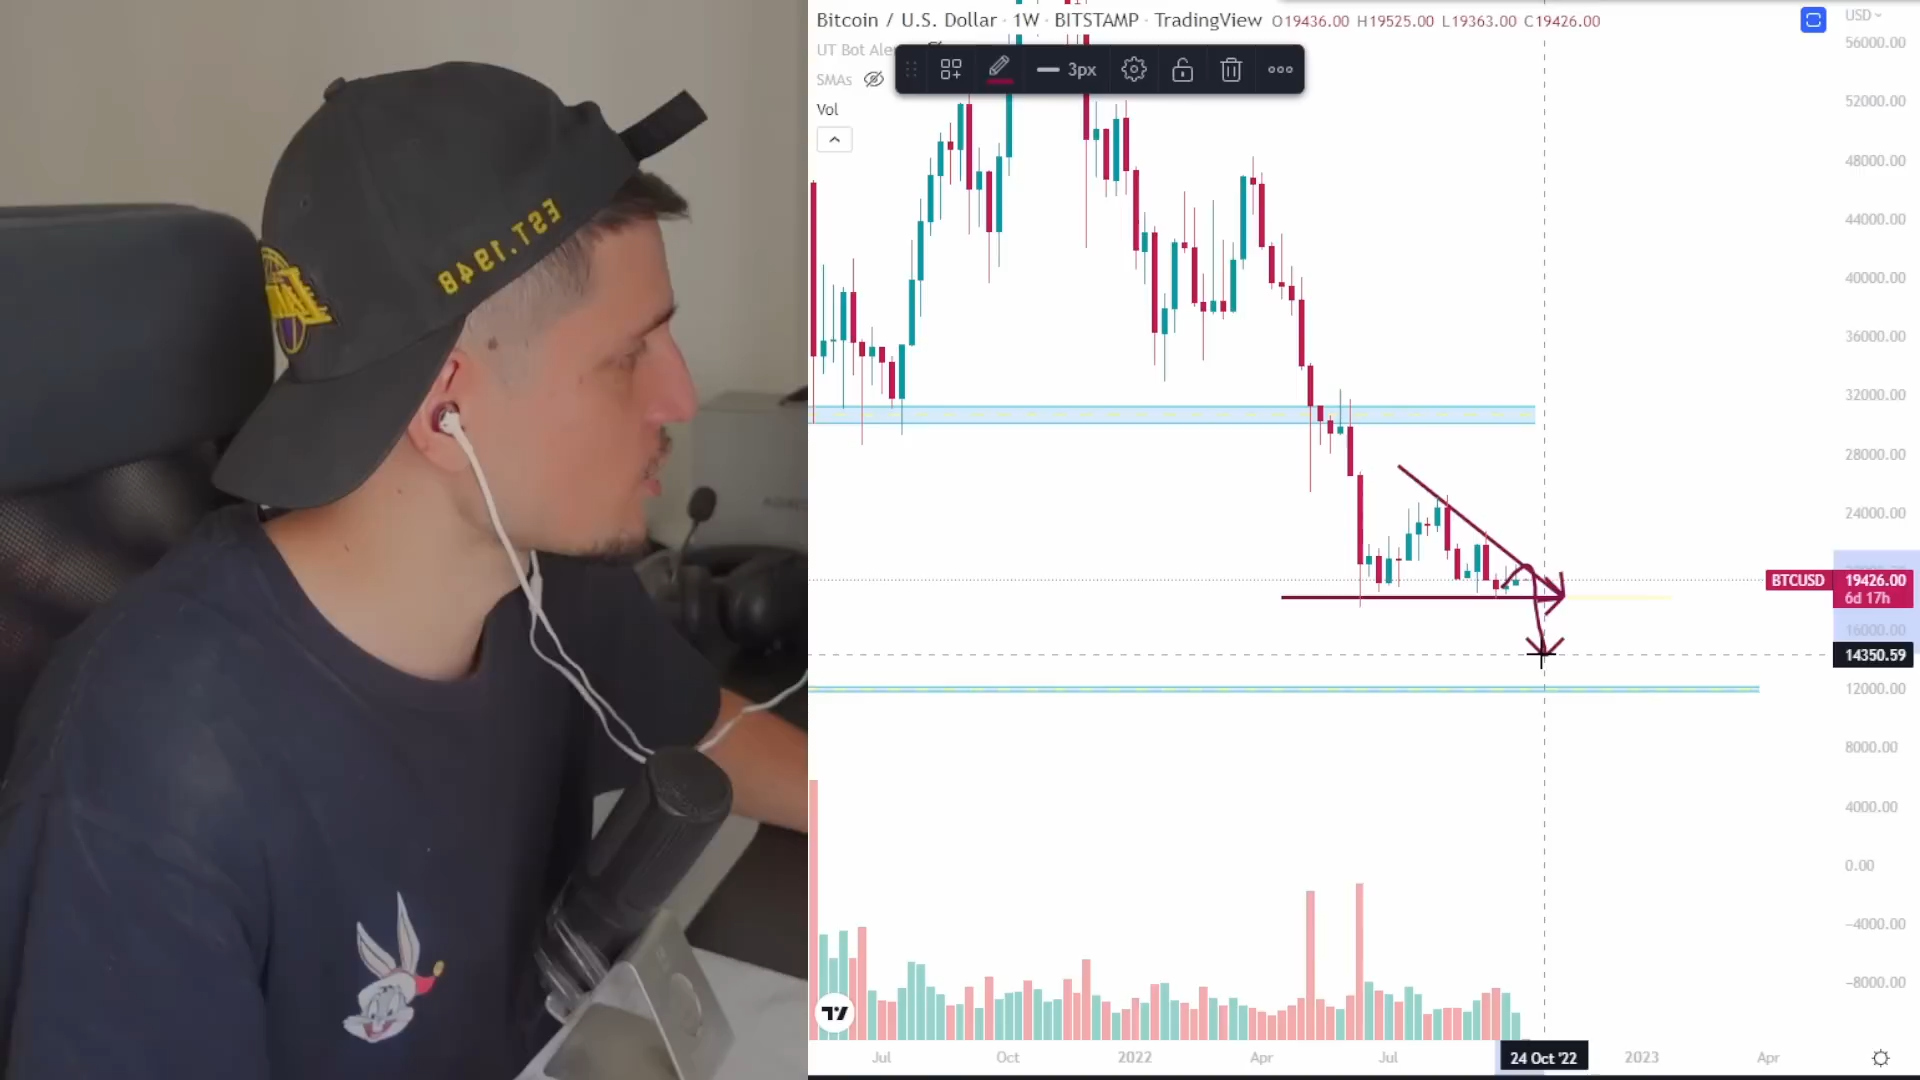 Bitcoin / U.S. Dollar · 1W · BITSTAMP · TradingView O19436.00 H19525.00 L19363.00 C19426.00
USD
UT Bot Ale
3px
SMAs
Vol
56000.00
52000.00
48000.00
44000.00
40000.00
36000.00
32000.00
28000.00
24000.00
BTCUSD 19426.00
6d 17h
16000.00
14350.59
12000.00
8000.00
4000.00
0.00
-4000.00
-8000.00
Jul Oct 2022 Apr Jul 24 Oct '22 2023 Apr
EST.1948